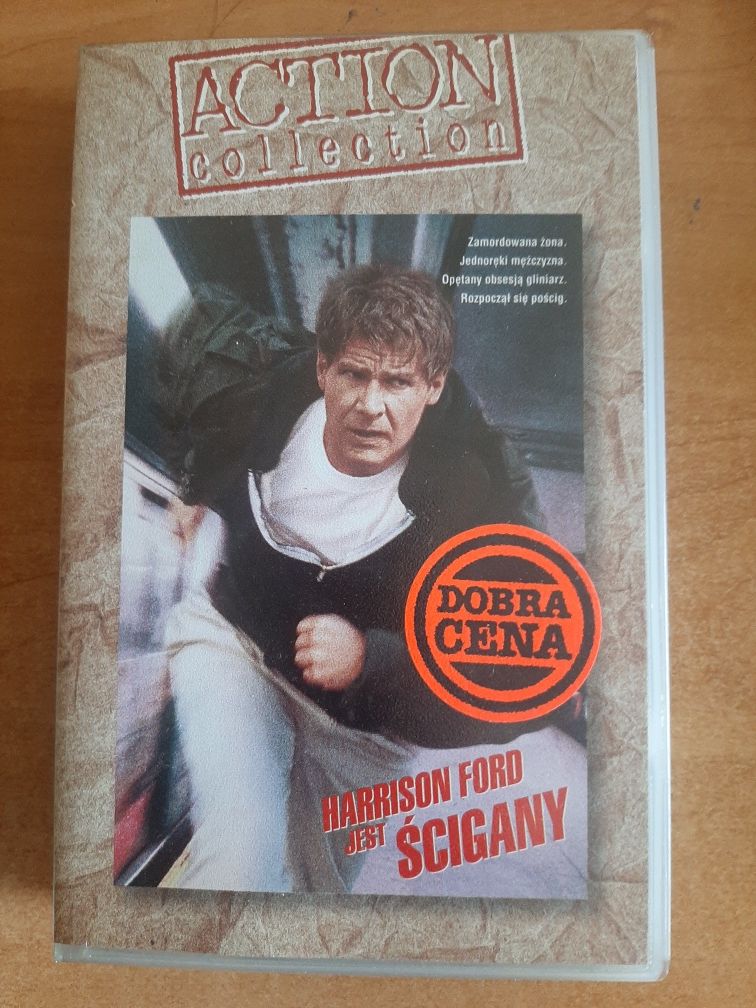 ACTION
collection
Zamordowana żona.
Jednoręki mężczyzna.
Opętany obsesją gliniarz.
Rozpoczął się pościg.
DOBRA
CENA
HARRISON FORD
JEST ŚCIGANY